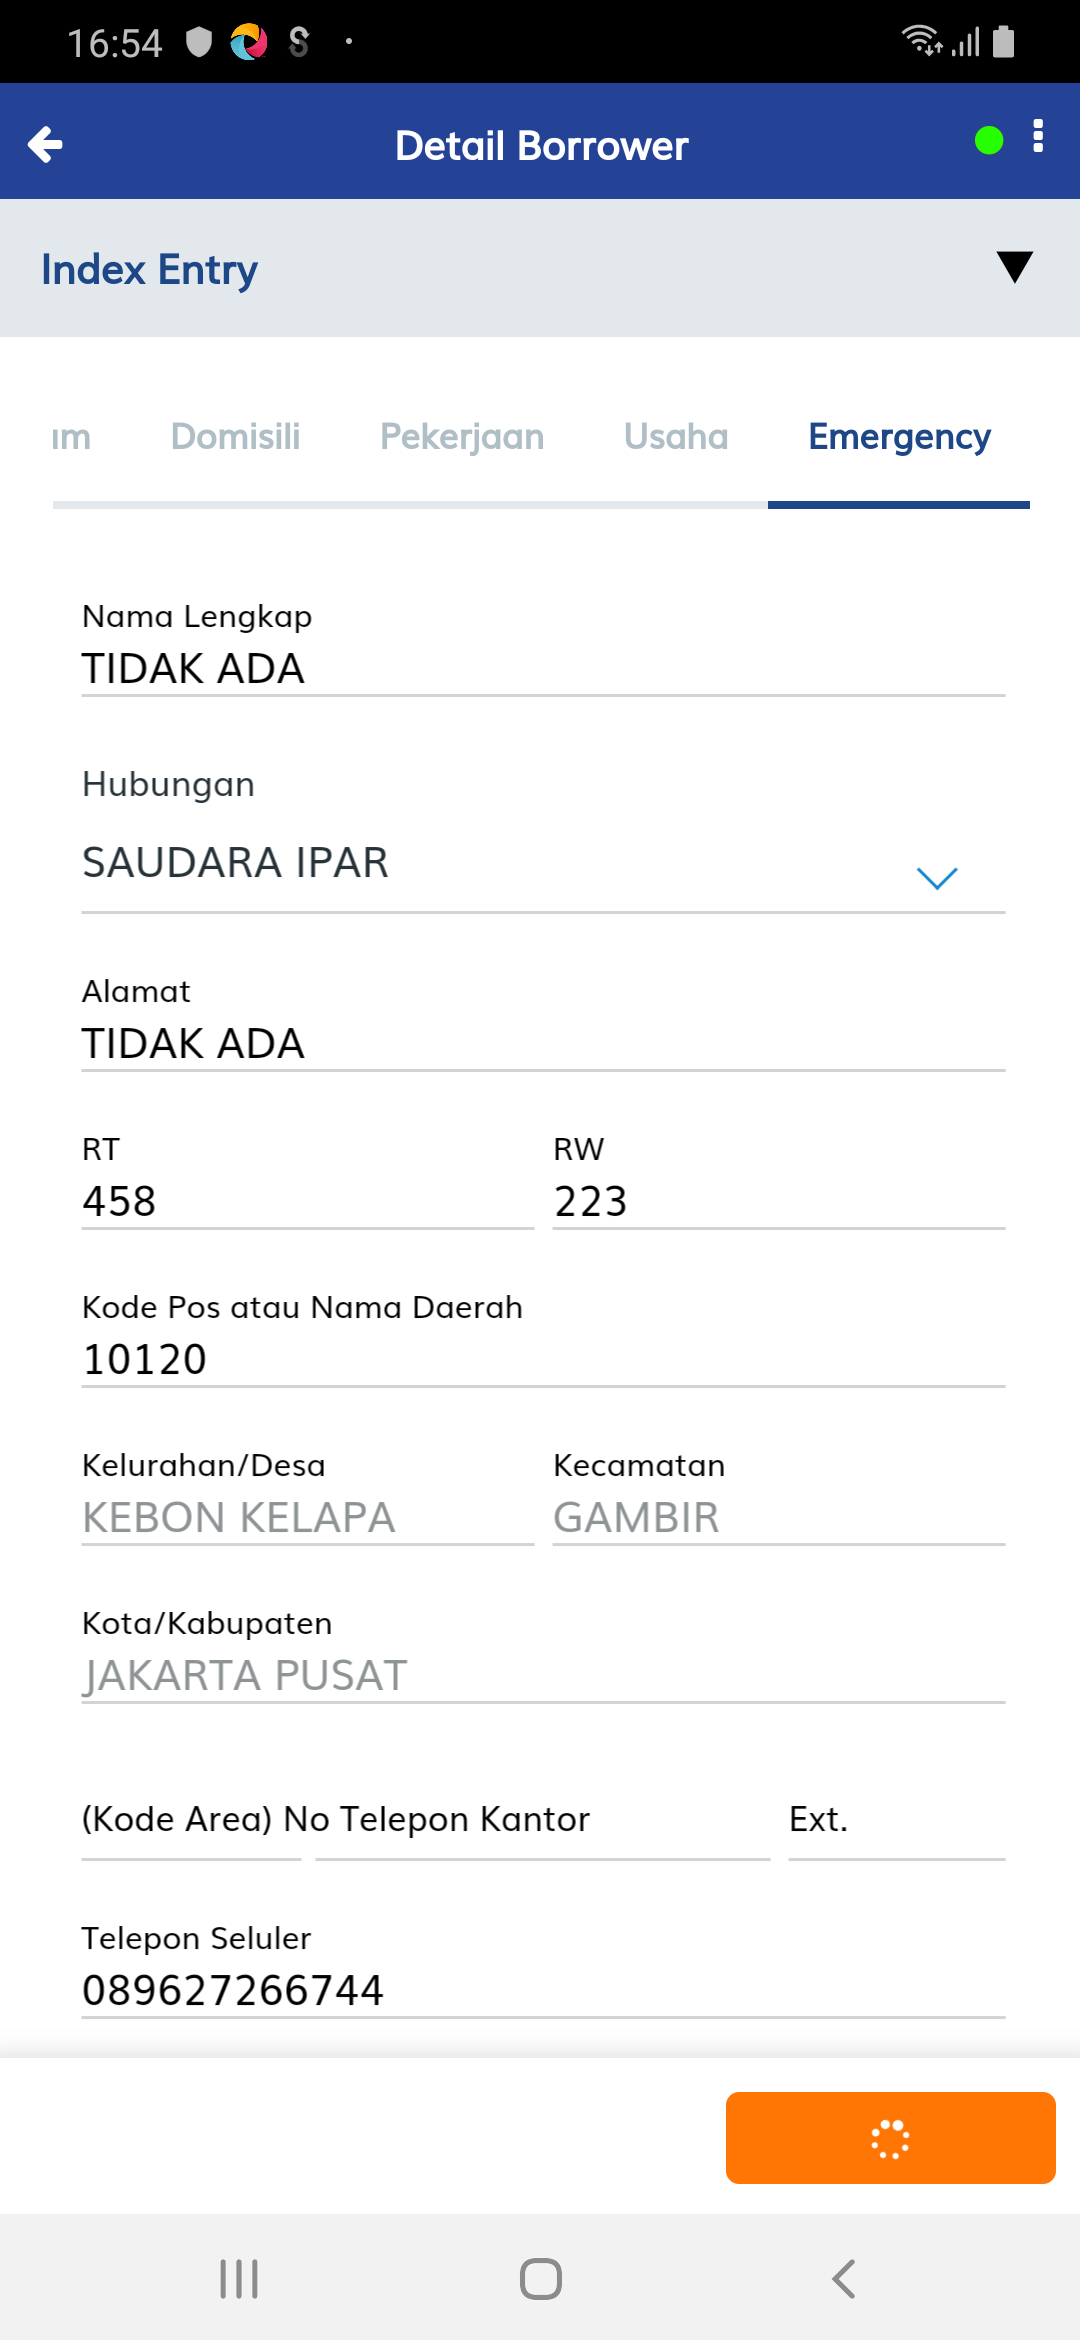 16:54
Detail Borrower
Index Entry
Domisili Pekerjaan Usaha Emergency
Nama Lengkap
TIDAK ADA
Hubungan
SAUDARA IPAR
Alamat
TIDAK ADA
RT RW
458 223
Kode Pos atau Nama Daerah
10120
Kelurahan/Desa Kecamatan
KEBON KELAPA GAMBIR
Kota/Kabupaten
JAKARTA PUSAT
(Kode Area) No Telepon Kantor Ext.
Telepon Seluler
089627266744